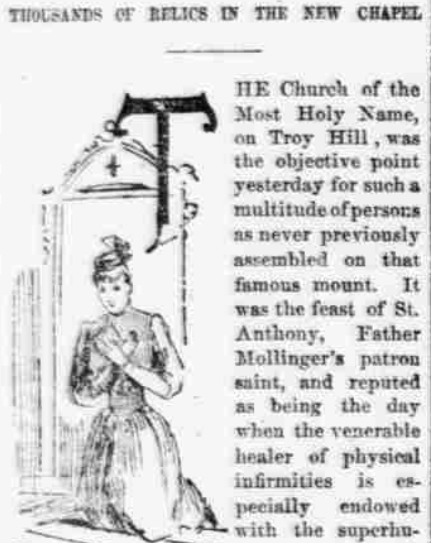 THOUSANDS OF RELICS IN THE NEW CHAPEL
THE Church of the
Most Holy Name,
on Troy Hill, was
the objective point
yesterday for such a
multitude of persons
as never previously
assembled on that
famous mount. It
was the feast of St.
Anthony, Father
Mollinger's patron
saint, and reputed
as being the day
when the venerable
healer of physical
infirmities is es-
pecially endowed
with the superhu-